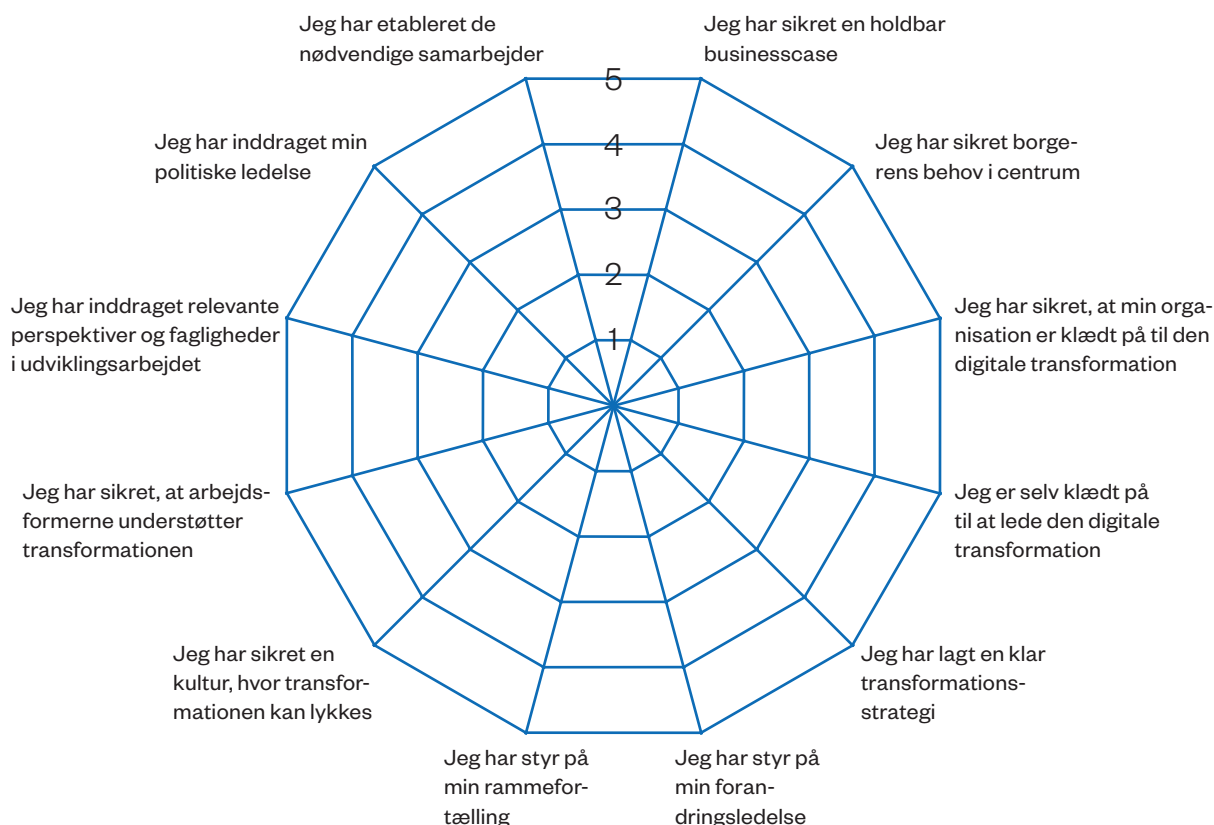 Jeg har etableret de
nødvendige samarbejder
Jeg har sikret en holdbar
businesscase
Jeg har inddraget min
politiske ledelse
Jeg har sikret borge-
rens behov i centrum
Jeg har inddraget relevante
perspektiver og fagligheder
i udviklingsarbejdet
Jeg har sikret, at min orga-
nisation er klædt på til den
digitale transformation
Jeg har sikret, at arbejds-
formerne understøtter
transformationen
Jeg er selv klædt på
til at lede den digitale
transformation
Jeg har sikret en
kultur, hvor transfor-
mationen kan lykkes
Jeg har lagt en klar
transformations-
strategi
Jeg har styr på
min rammefor-
tælling
Jeg har styr på
min foran-
dringsledelse
5
4
3
2
1